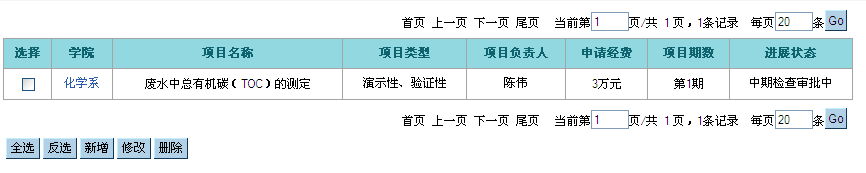 首页 上一页 下一页 尾页 当前第1页/共 1页，1条记录 每页20条Go
选择 学院 项目名称 项目类型 项目负责人 申请经费 项目期数 进展状态
化学系 废水中总有机碳（TOC）的测定 演示性、验证性 陈伟 3万元 第1期 中期检查审批中
首页 上一页 下一页 尾页 当前第1页/共 1页，1条记录 每页20条Go
全选 反选 新增 修改 删除